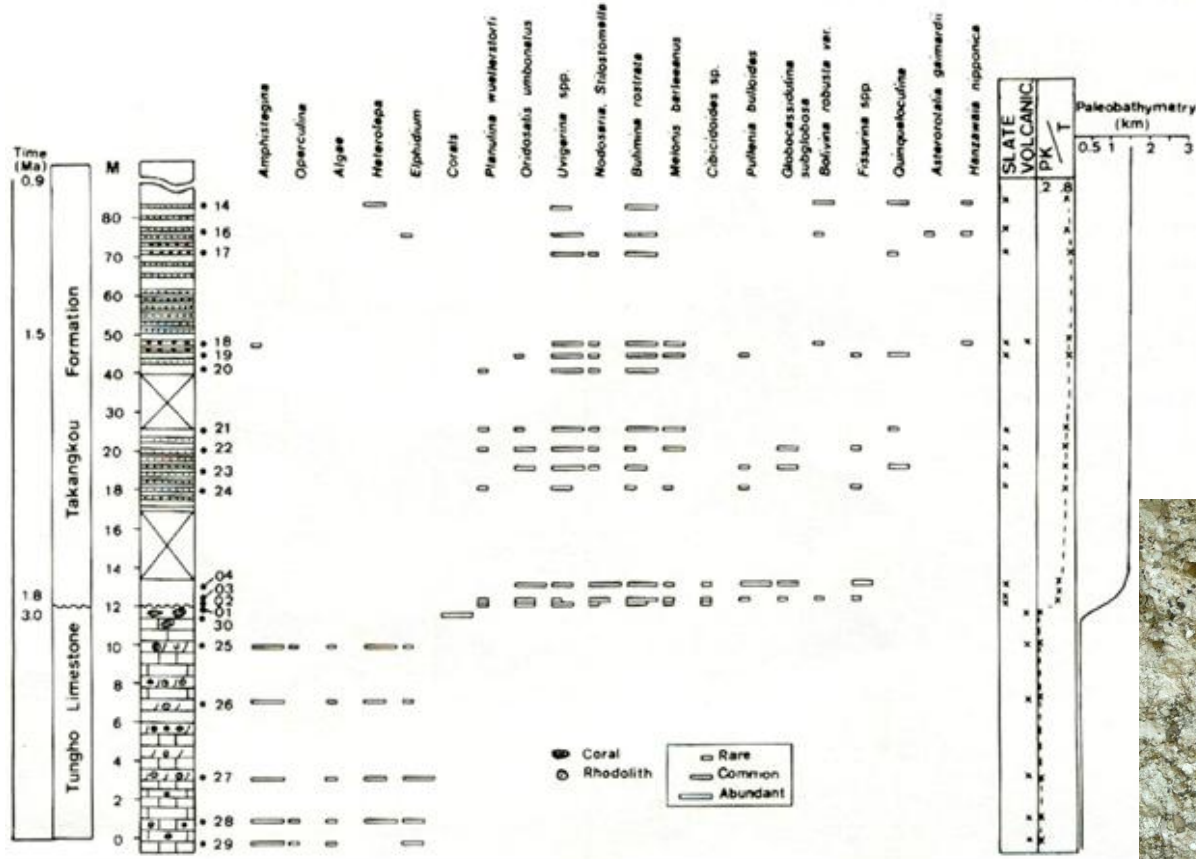 Time
(Ma)
0.9
1.5
1.8
3.0
Takangkou Formation
Tungho Limestone
M
80
70
60
50
40
30
20
18
14
12
10
8
6
4
2
0
14
16
17
18
19
20
21
22
23
24
04
03
02
01
30
25
26
27
28
29
Amphistegina
Operculina
Algae
Heterolepa
Elphidium
Corals
Planulina wuellerstorfi
Oridosalis umbonatus
Uvigerina spp.
Nodosaria, Stilostomella
Bulimina rostrata
Melonis barleeanus
Cibicidoides sp.
Pullenia bulloides
Globocassidulina
subglobosa
Bolivina robusta var.
Fissurina spp.
Quinqueloculina
Asterorotalia gaimardii
Hanzawaia nipponica
Coral
Rhodolith
Rare
Common
Abundant
SLATE
VOLCANIC
PK/T
.2 .8
Paleobathymetry
(km)
0.5 1 2 3